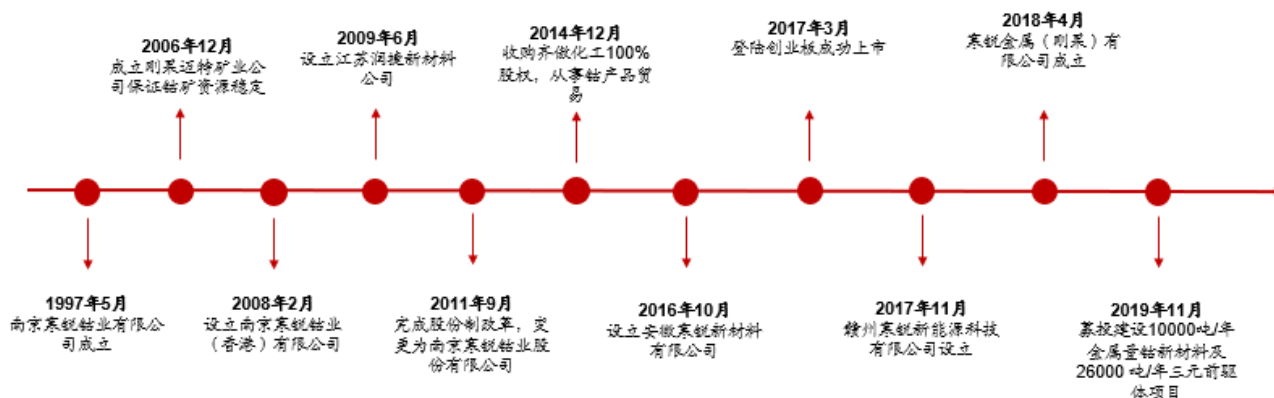 2006年12月
成立刚果迈特矿业公
司保证钴矿资源稳定
2009年6月
设立江苏润捷新材料
公司
2014年12月
收购齐傲化工100%
股权，从事钴产品贸
易
2017年3月
登陆创业板成功上市
2018年4月
寒锐金属（刚果）有
限公司成立
1997年5月
南京寒锐钴业有限公
司成立
2008年2月
设立南京寒锐钴业
（香港）有限公司
2011年9月
完成股份制改革，变
更为南京寒锐钴业股
份有限公司
2016年10月
设立安徽寒锐新材料
有限公司
2017年11月
赣州寒锐新能源科技
有限公司设立
2019年11月
募投建设10000吨/年
金属量钴新材料及
26000 吨/年三元前驱
体项目